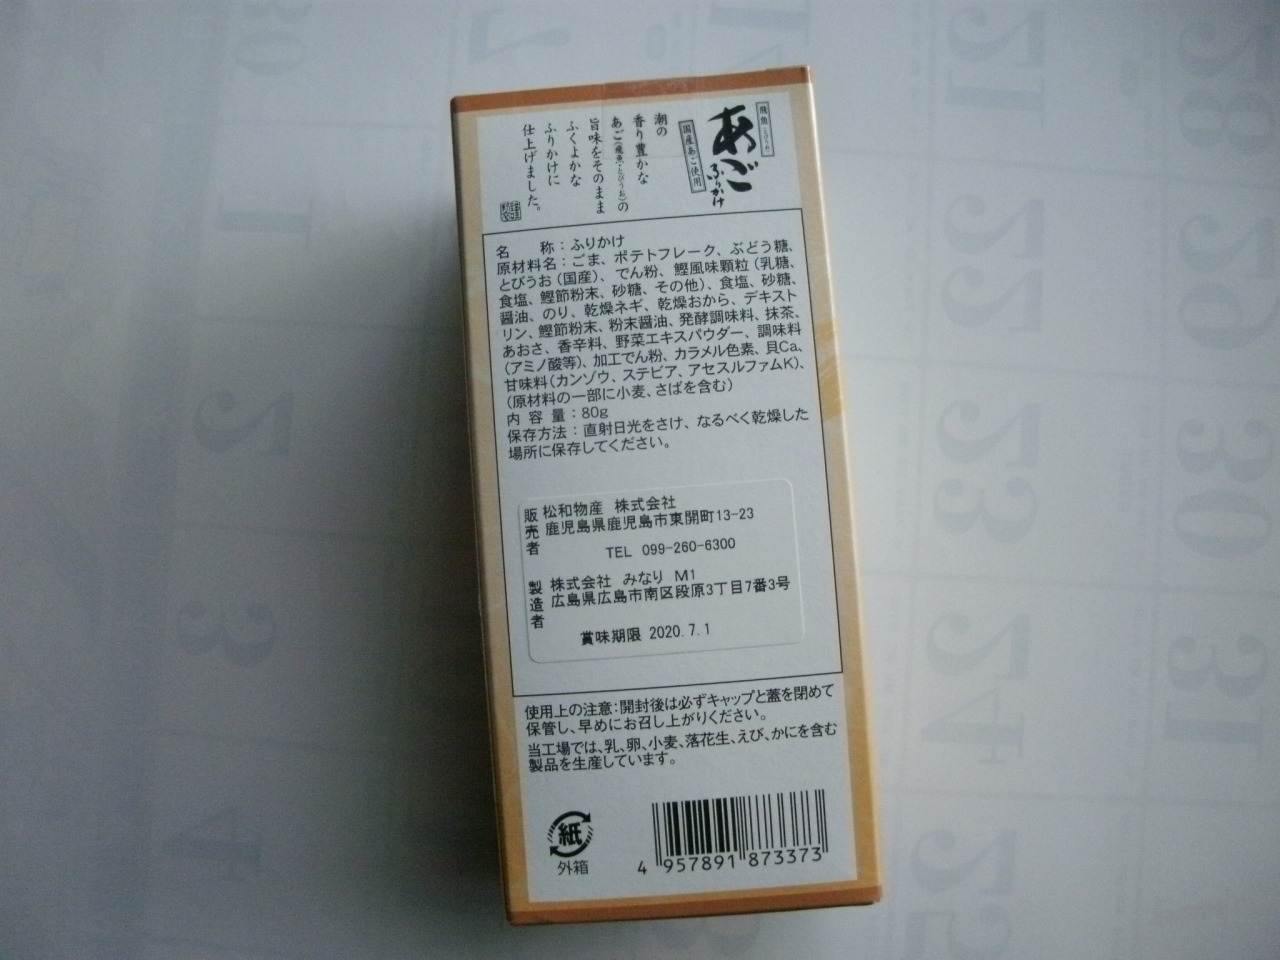 飛魚(とびうお)
あご
ふりかけ
国産あご使用
潮の
香り豊かな
あご(飛魚・とびうお)の
旨味をそのまま
ふくよかな
ふりかけに
仕上げました。
名　　称：ふりかけ
原材料名：ごま、ポテトフレーク、ぶどう糖、
とびうお(国産)、でん粉、鰹風味顆粒(乳糖、
食塩、鰹節粉末、砂糖、その他)、食塩、砂糖、
醤油、のり、乾燥ネギ、乾燥おから、デキスト
リン、鰹節粉末、粉末醤油、発酵調味料、抹茶、
あおさ、香辛料、野菜エキスパウダー、調味料
(アミノ酸等)、加工でん粉、カラメル色素、貝Ca、
甘味料(カンゾウ、ステビア、アセスルファムK)、
(原材料の一部に小麦、さばを含む)
内 容 量：80g
保存方法：直射日光をさけ、なるべく乾燥した
場所に保存してください。
販売者 松和物産 株式会社
鹿児島県鹿児島市東開町13-23
TEL 099-260-6300
製造者 株式会社 みなり M1
広島県広島市南区段原3丁目7番3号
賞味期限 2020.7.1
使用上の注意：開封後は必ずキャップと蓋を閉めて
保管し、早めにお召し上がりください。
当工場では、乳、卵、小麦、落花生、えび、かにを含む
製品を生産しています。
紙
外箱
4 957891 873373